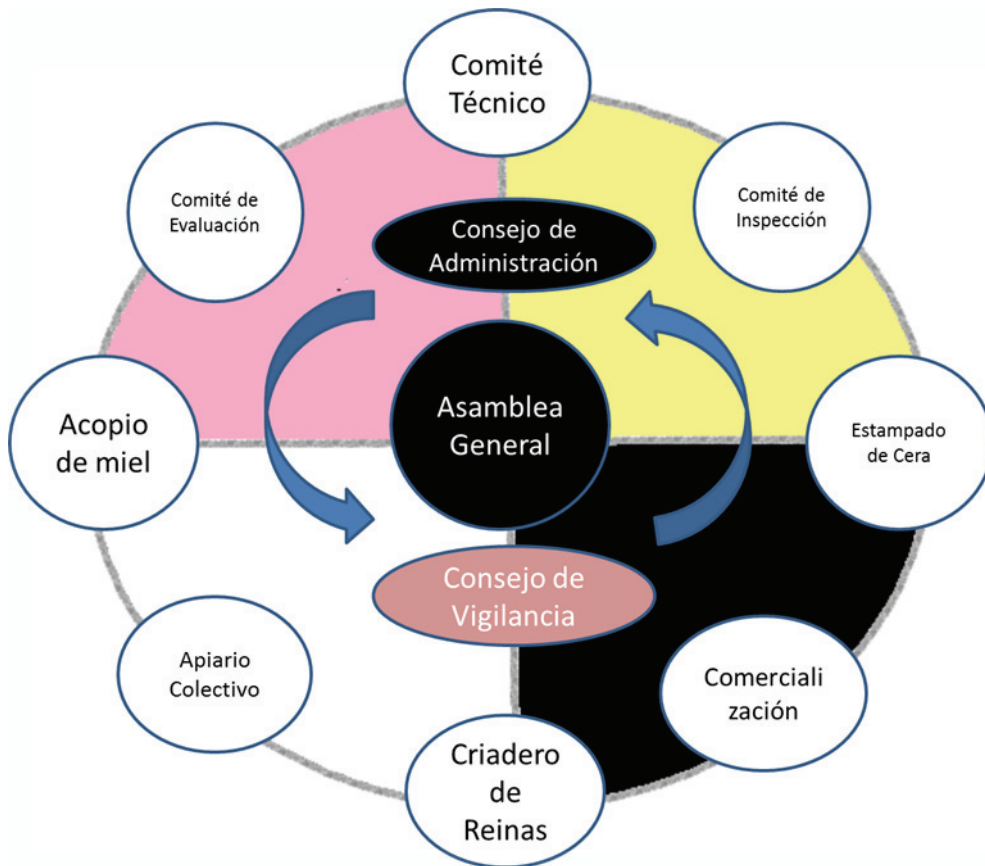 Comité
Técnico
Comité de
Evaluación
Comité de
Inspección
Consejo de
Administración
Acopio
de miel
Asamblea
General
Estampado
de Cera
Consejo de
Vigilancia
Apiario
Colectivo
Comerciali
zación
Criadero
de
Reinas